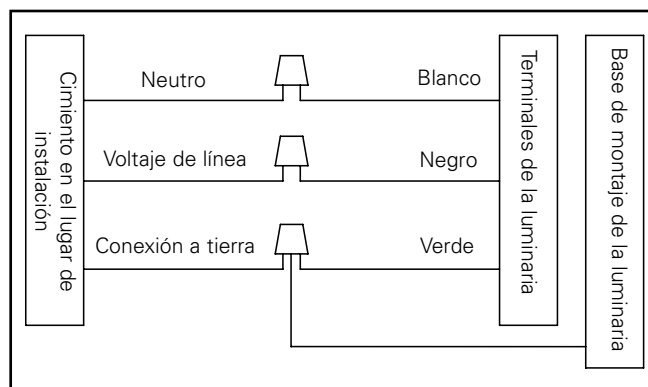 Cimiento en el lugar de
instalación
Neutro
Blanco
Voltaje de línea
Negro
Conexión a tierra
Verde
Terminales de la luminaria
Base de montaje de la luminaria